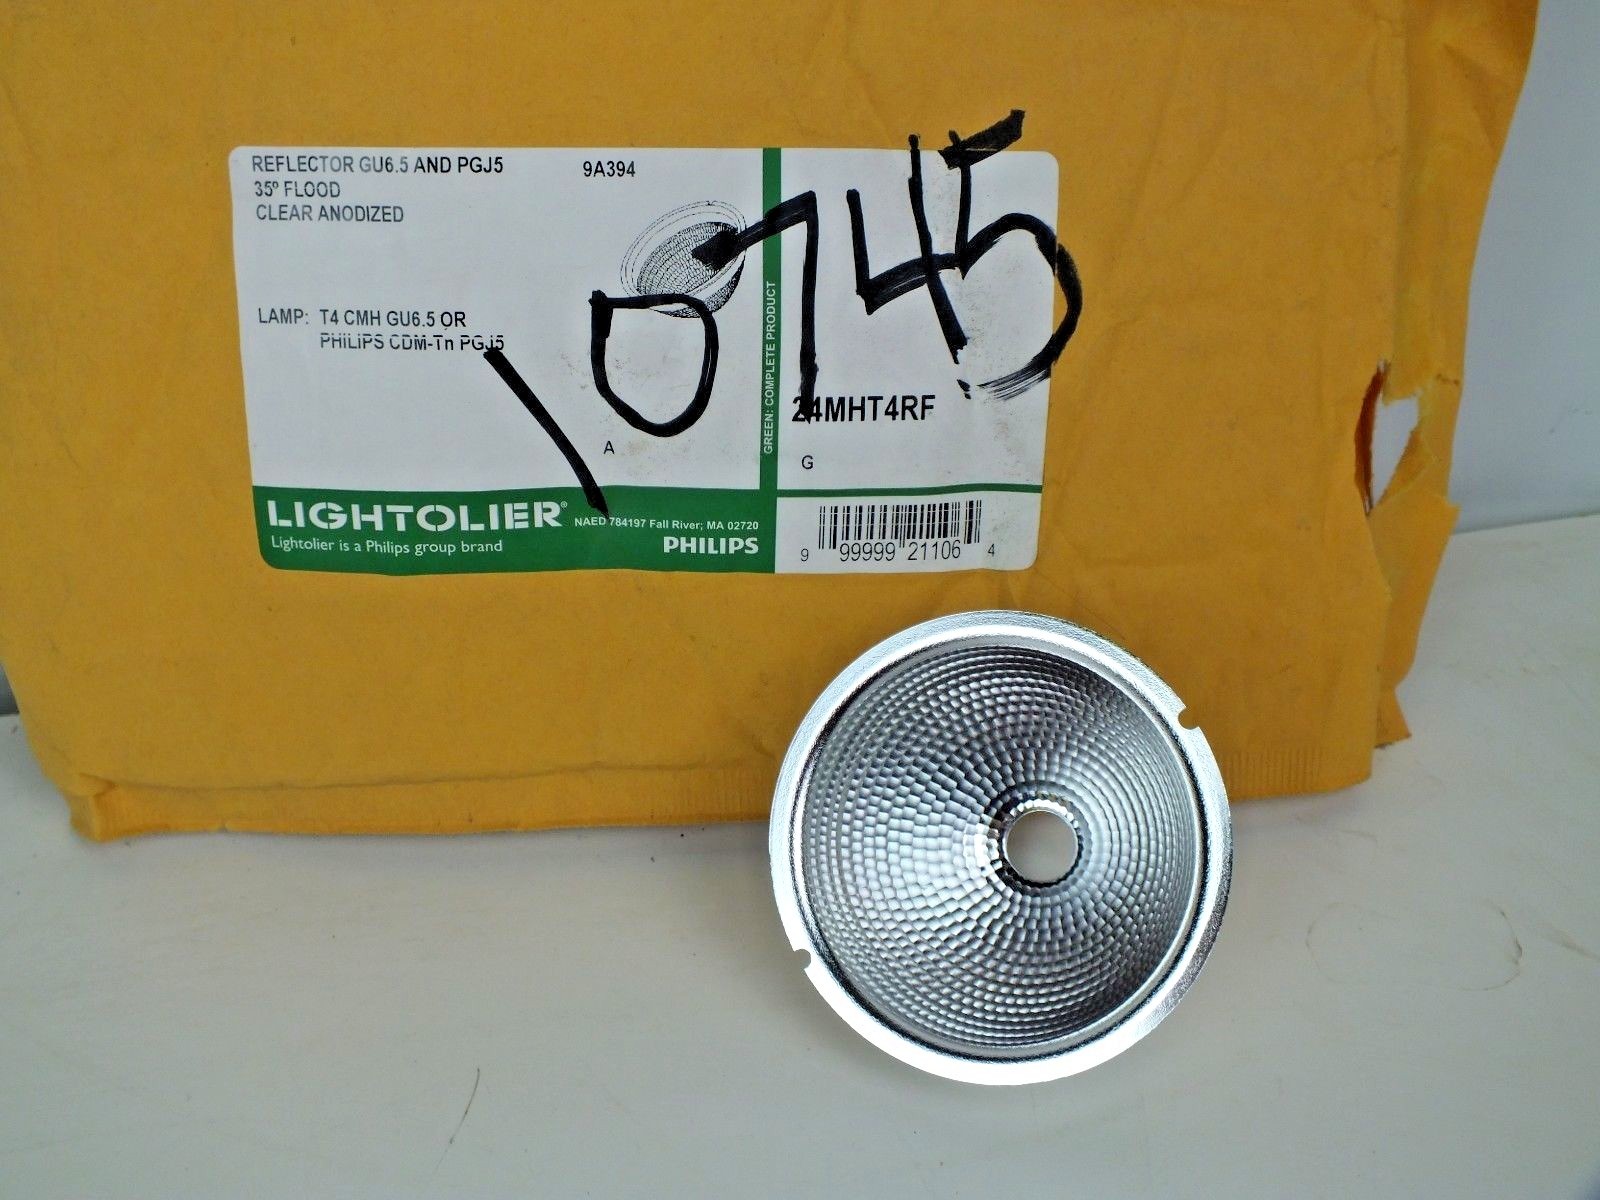 REFLECTOR GU6.5 AND PGJ5 9A394
35º FLOOD
CLEAR ANODIZED
LAMP: T4 CMH GU6.5 OR
PHILIPS CDM-Tn PGJ5
A
10745
GREEN: COMPLETE PRODUCT
24MHT4RF
G
LIGHTOLIER®
NAED 784197 Fall River, MA 02720
Lightolier is a Philips group brand
PHILIPS
9 99999 21106 4